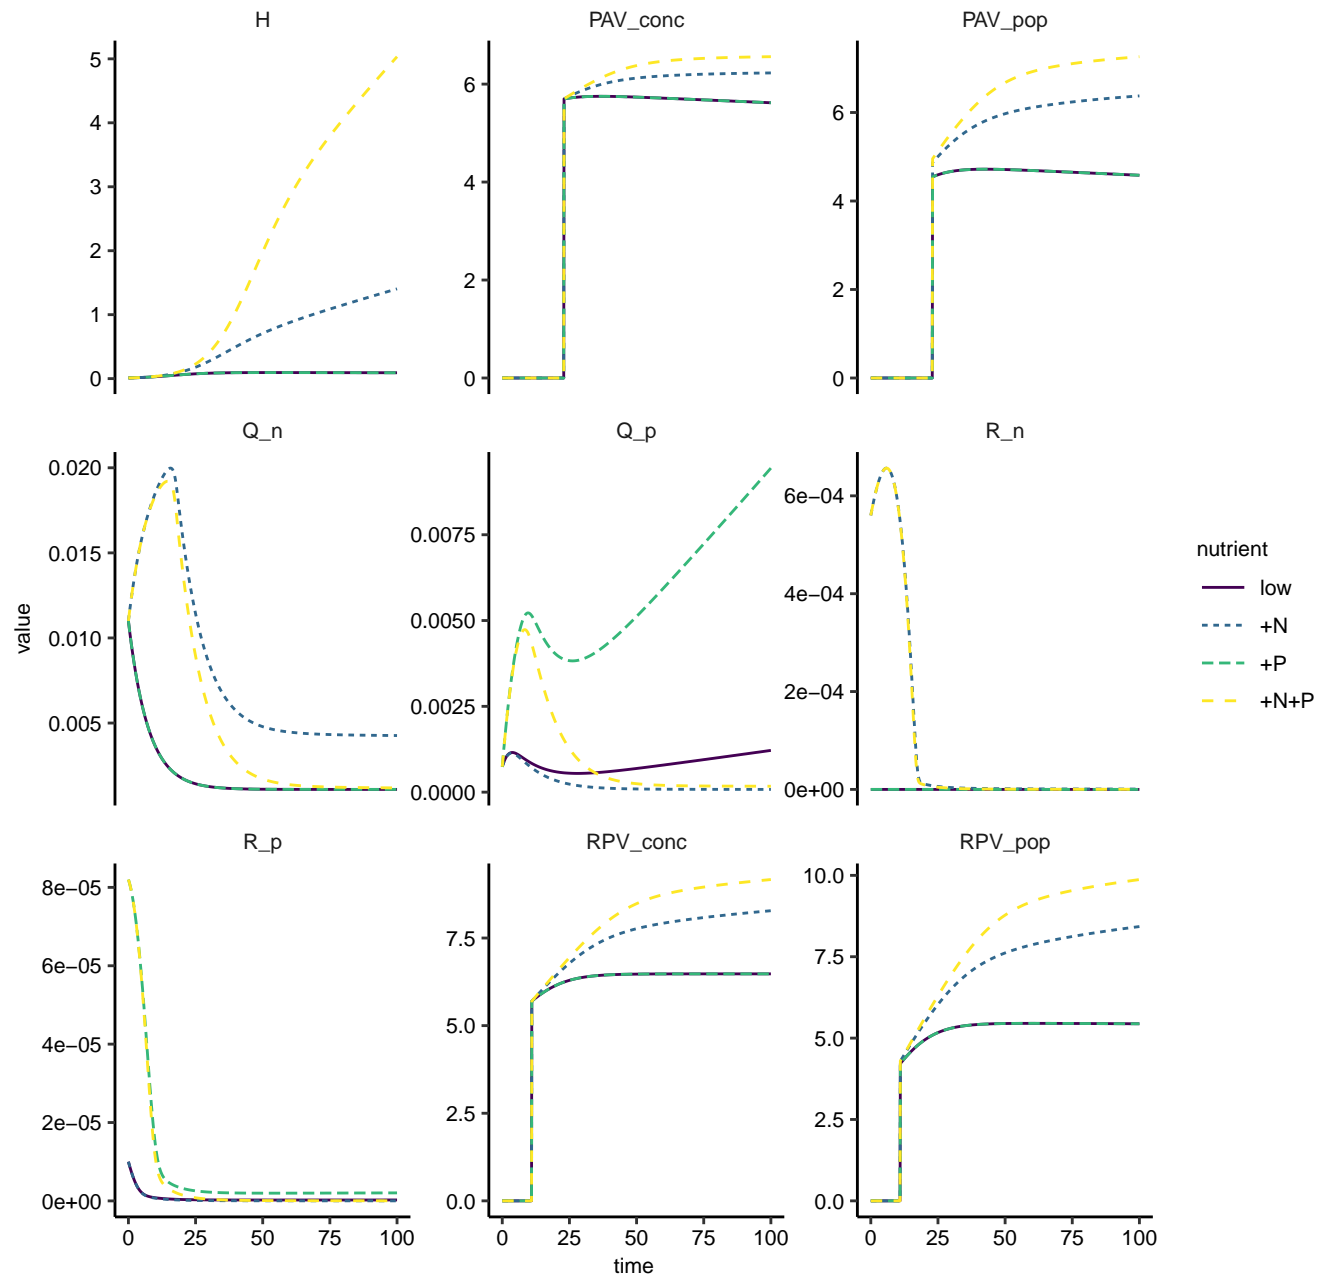 H
PAV_conc
PAV_pop
5
4
3
2
1
0
6
4
2
0
6
4
2
0
Q_n
Q_p
R_n
0.020
0.015
0.010
0.005
0.0075
0.0050
0.0025
0.0000
6e−04
4e−04
2e−04
0e+00
value
nutrient
low
+N
+P
+N+P
R_p
RPV_conc
RPV_pop
8e−05
6e−05
4e−05
2e−05
0e+00
7.5
5.0
2.5
0.0
10.0
7.5
5.0
2.5
0.0
0 25 50 75 100
0 25 50 75 100
0 25 50 75 100
time